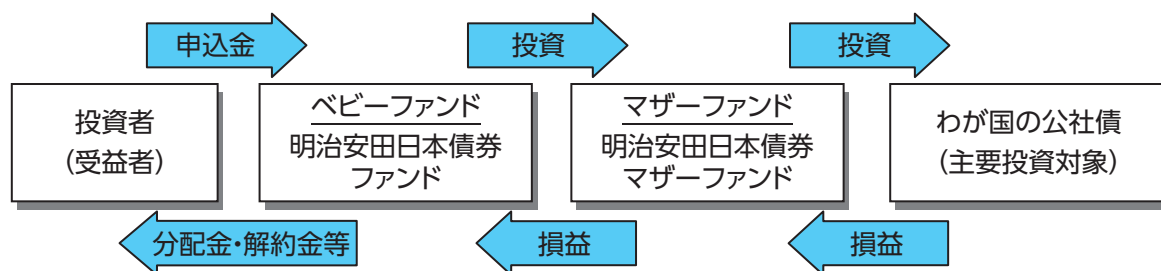 申込金
投資
投資
投資者
(受益者)
ベビーファンド
明治安田日本債券
ファンド
マザーファンド
明治安田日本債券
マザーファンド
わが国の公社債
(主要投資対象)
分配金・解約金等
損益
損益